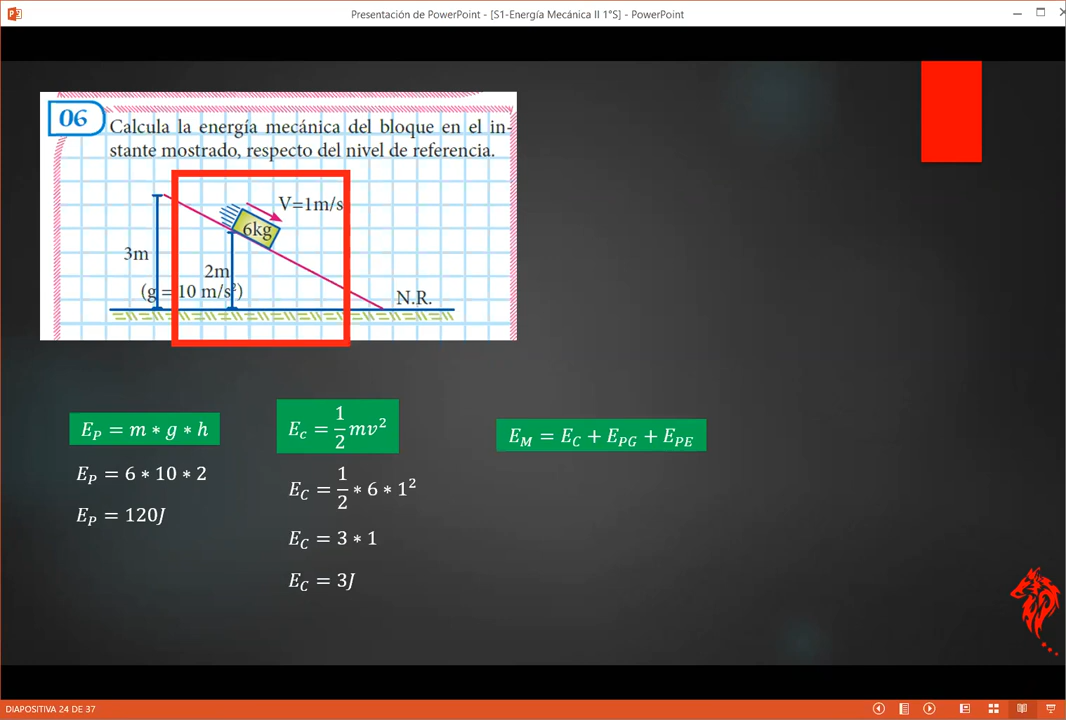 Presentación de PowerPoint - [S1-Energía Mecánica II 1°S] - PowerPoint
06
Calcula la energía mecánica del bloque en el in-
stante mostrado, respecto del nivel de referencia.
V=1m/s
6kg
3m
2m
(g = 10 m/s²)
N.R.
E_P = m * g * h
E_P = 6 * 10 * 2
E_P = 120J
E_c = 1/2 mv²
E_C = 1/2 * 6 * 1²
E_C = 3 * 1
E_C = 3J
E_M = E_C + E_PG + E_PE
DIAPOSITIVA 24 DE 37